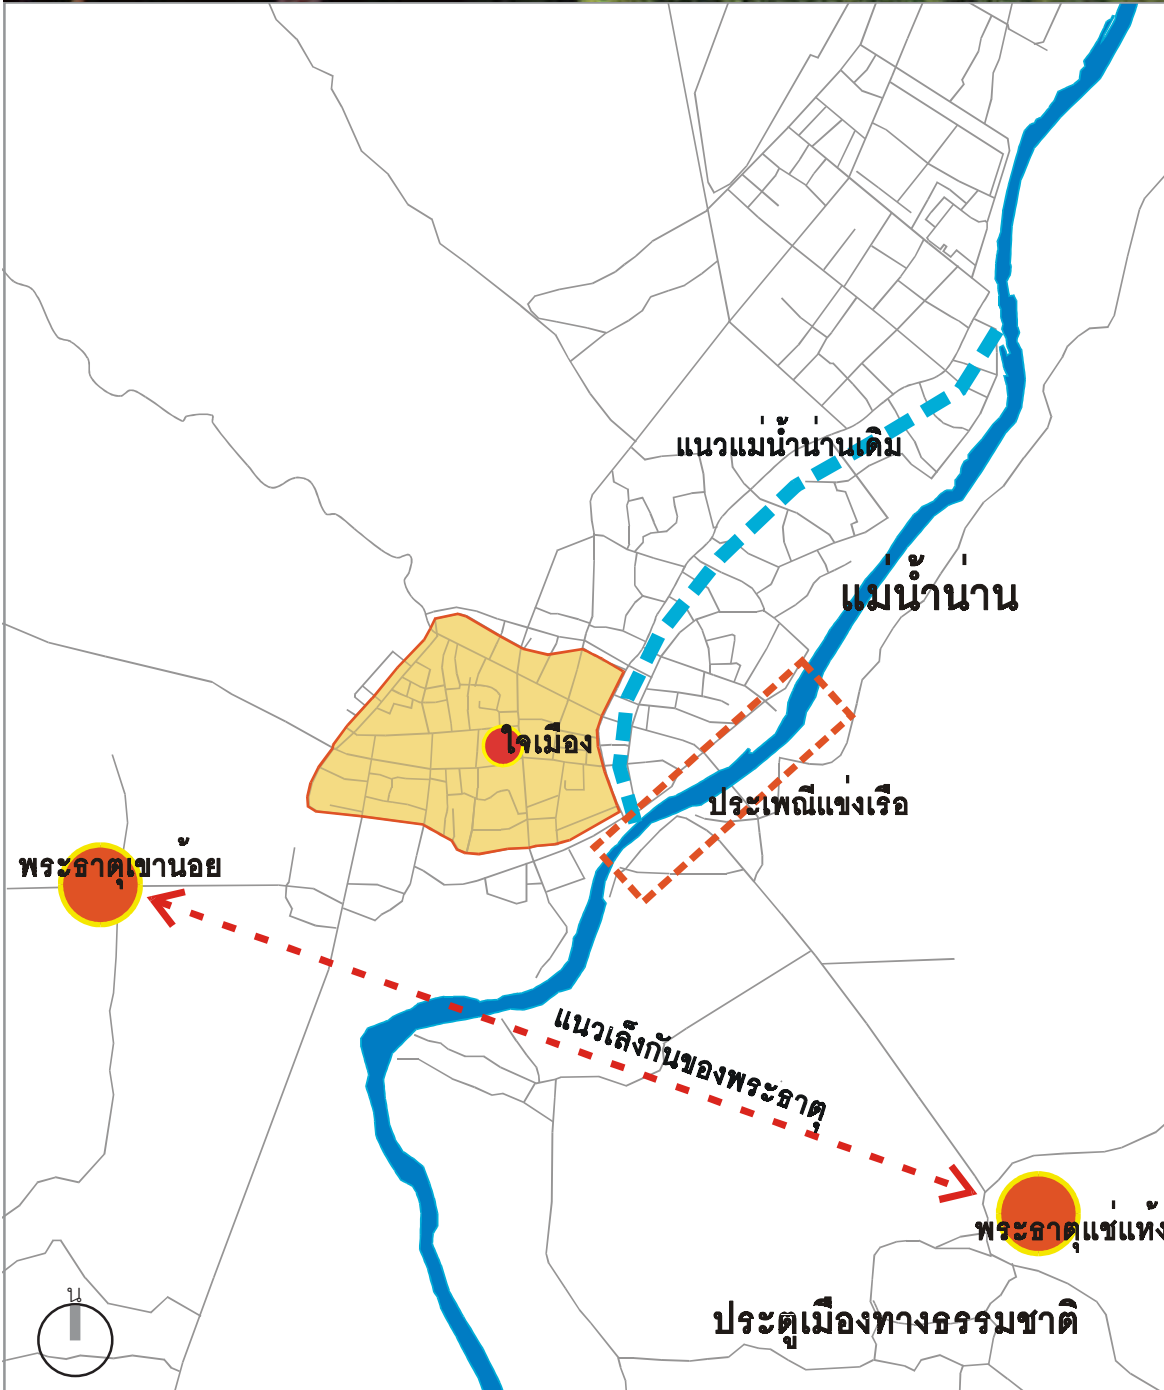 แนวแม่น้ำน่านเดิม
แม่น้ำน่าน
ใจเมือง
ประเพณีแข่งเรือ
พระธาตุเขาน้อย
แนวเล็งกันของพระธาตุ
พระธาตุแช่แห้ง
น
ประตูเมืองทางธรรมชาติ